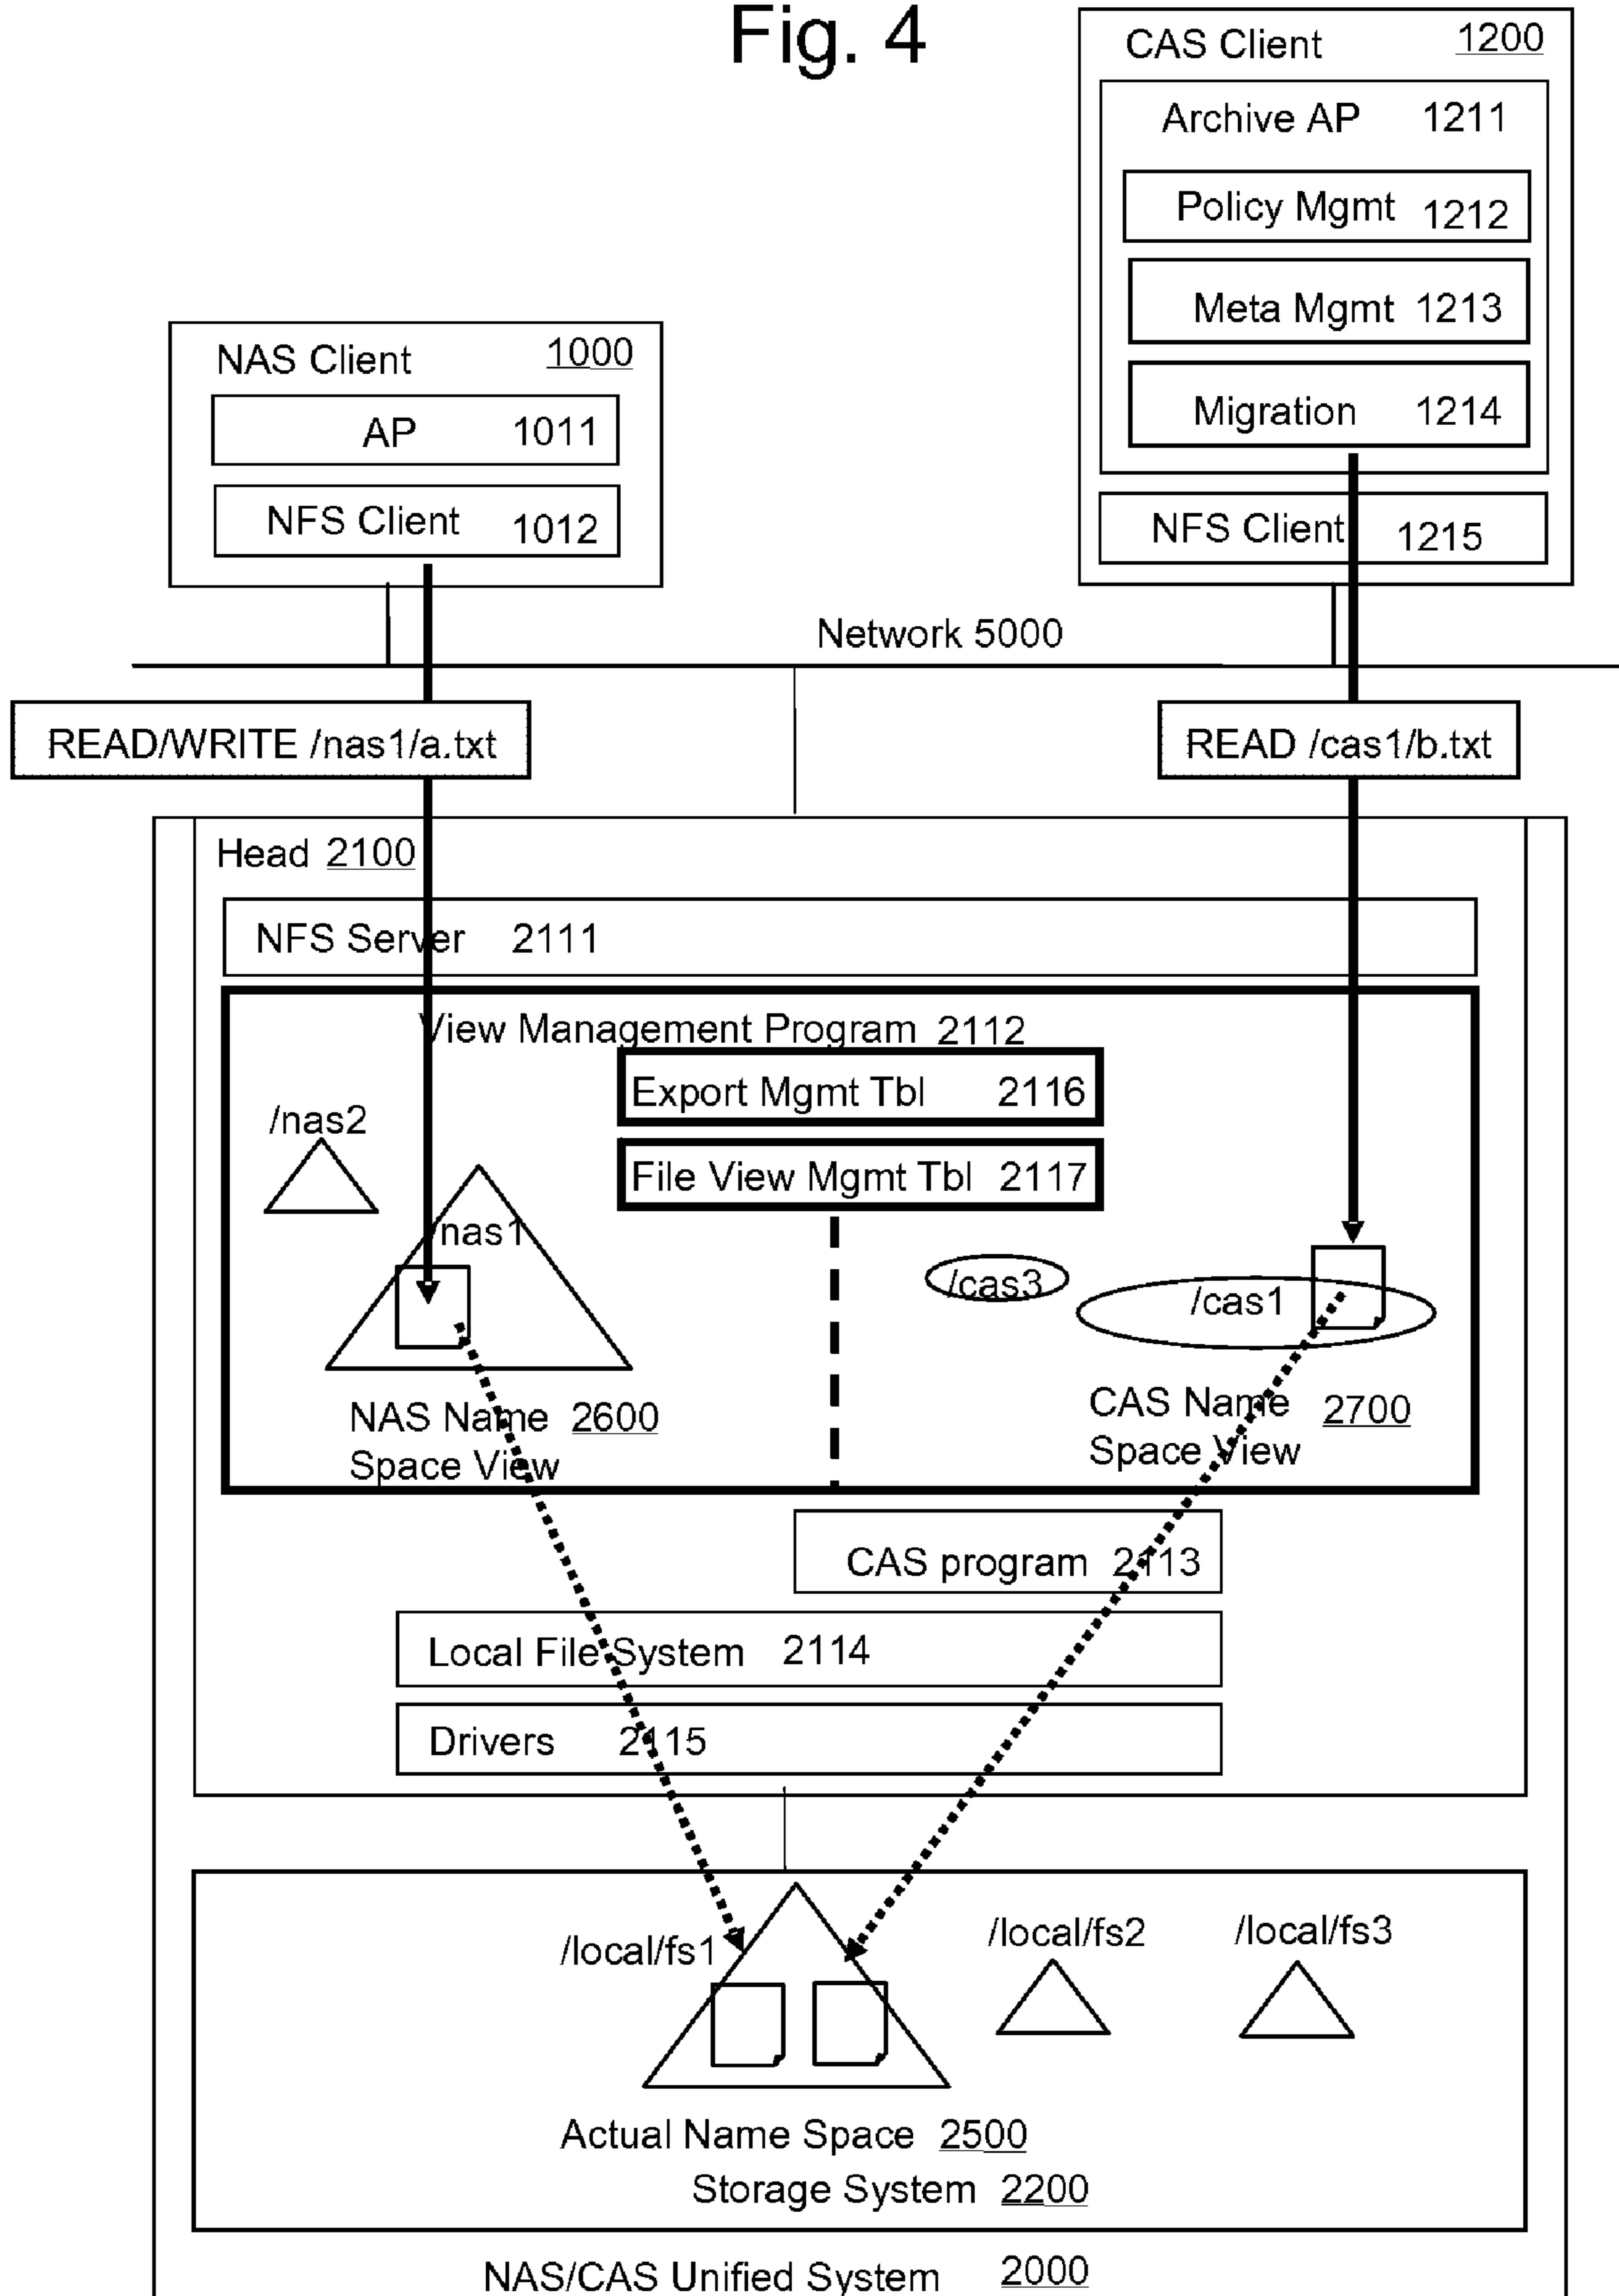 Fig. 4
CAS Client 1200
Archive AP 1211
Policy Mgmt 1212
Meta Mgmt 1213
Migration 1214
NFS Client 1215
NAS Client 1000
AP 1011
NFS Client 1012
Network 5000
READ/WRITE /nas1/a.txt
READ /cas1/b.txt
Head 2100
NFS Server 2111
View Management Program 2112
Export Mgmt Tbl 2116
File View Mgmt Tbl 2117
/nas2
/nas1
/cas3
/cas1
NAS Name 2600
Space View
CAS Name 2700
Space View
CAS program 2113
Local File System 2114
Drivers 2115
/local/fs1
/local/fs2
/local/fs3
Actual Name Space 2500
Storage System 2200
NAS/CAS Unified System 2000